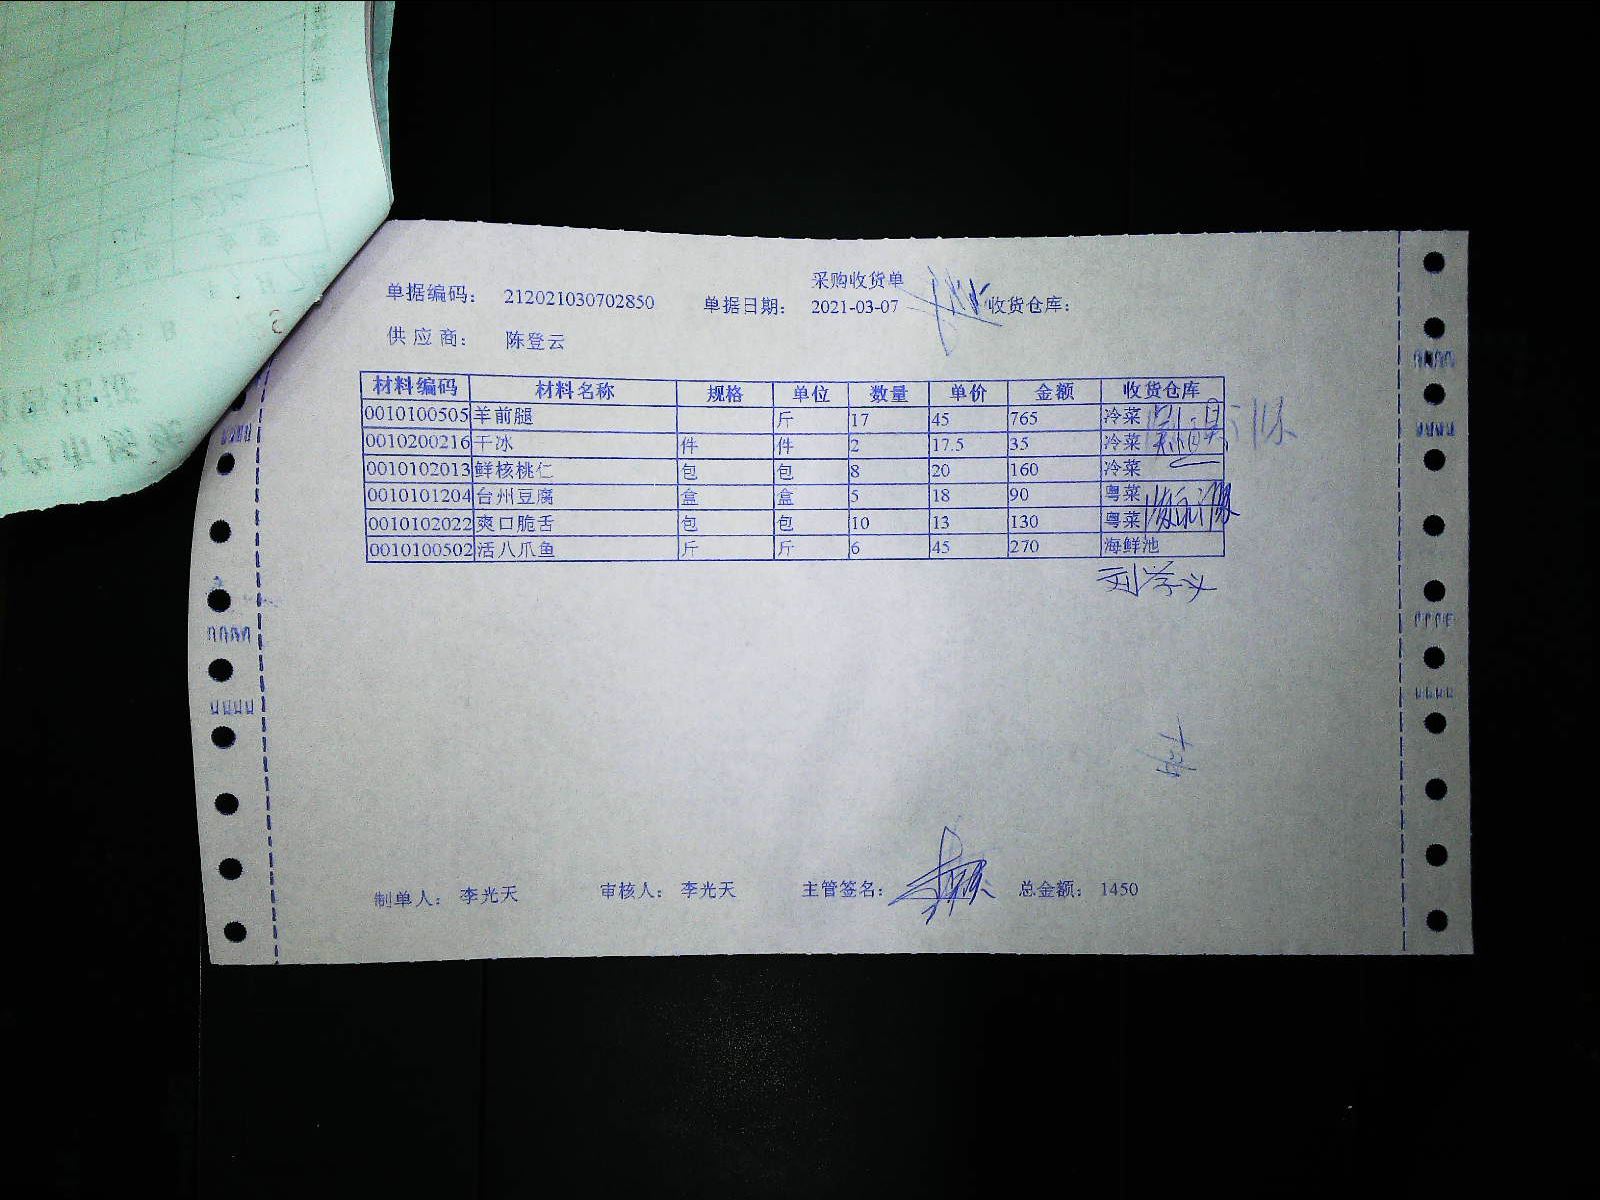 采购收货单
单据编码: 212021030702850 单据日期: 2021-03-07 收货仓库:
供应商: 陈登云
材料编码 材料名称 规格 单位 数量 单价 金额 收货仓库
0010100505 羊前腿 斤 17 45 765 冷菜
0010200216 干冰 件 件 2 17.5 35 冷菜
0010102013 鲜核桃仁 包 包 8 20 160 冷菜
0010101204 台州豆腐 盒 盒 5 18 90 粤菜
0010102022 爽口脆舌 包 包 10 13 130 粤菜
0010100502 活八爪鱼 斤 斤 6 45 270 海鲜池
刘学义
制单人: 李光天 审核人: 李光天 主管签名: 总金额: 1450